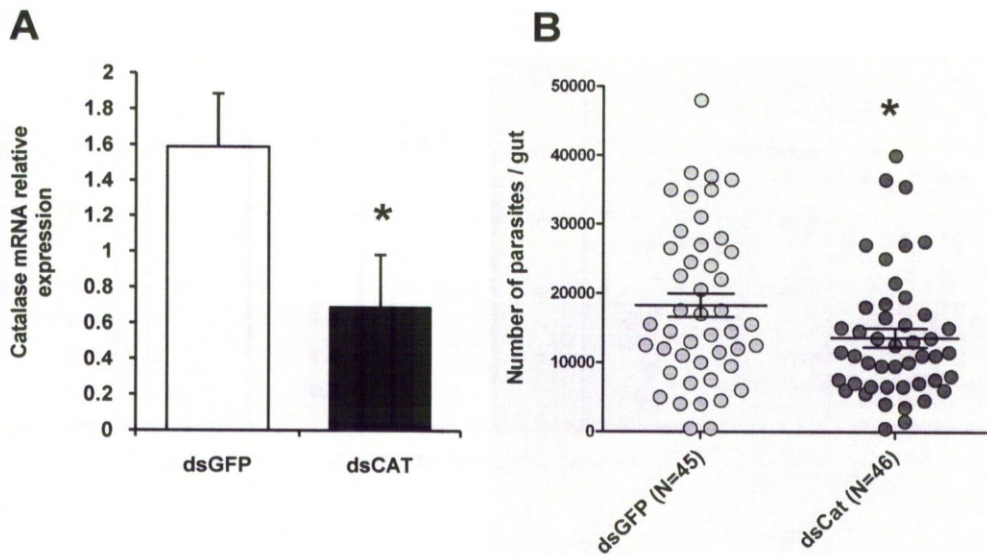 A
B
Catalase mRNA relative
expression
2
1.8
1.6
1.4
1.2
1
0.8
0.6
0.4
0.2
0
*
dsGFP
dsCAT
Number of parasites / gut
50000
40000
30000
20000
10000
0
*
dsGFP (N=45)
dsCat (N=46)